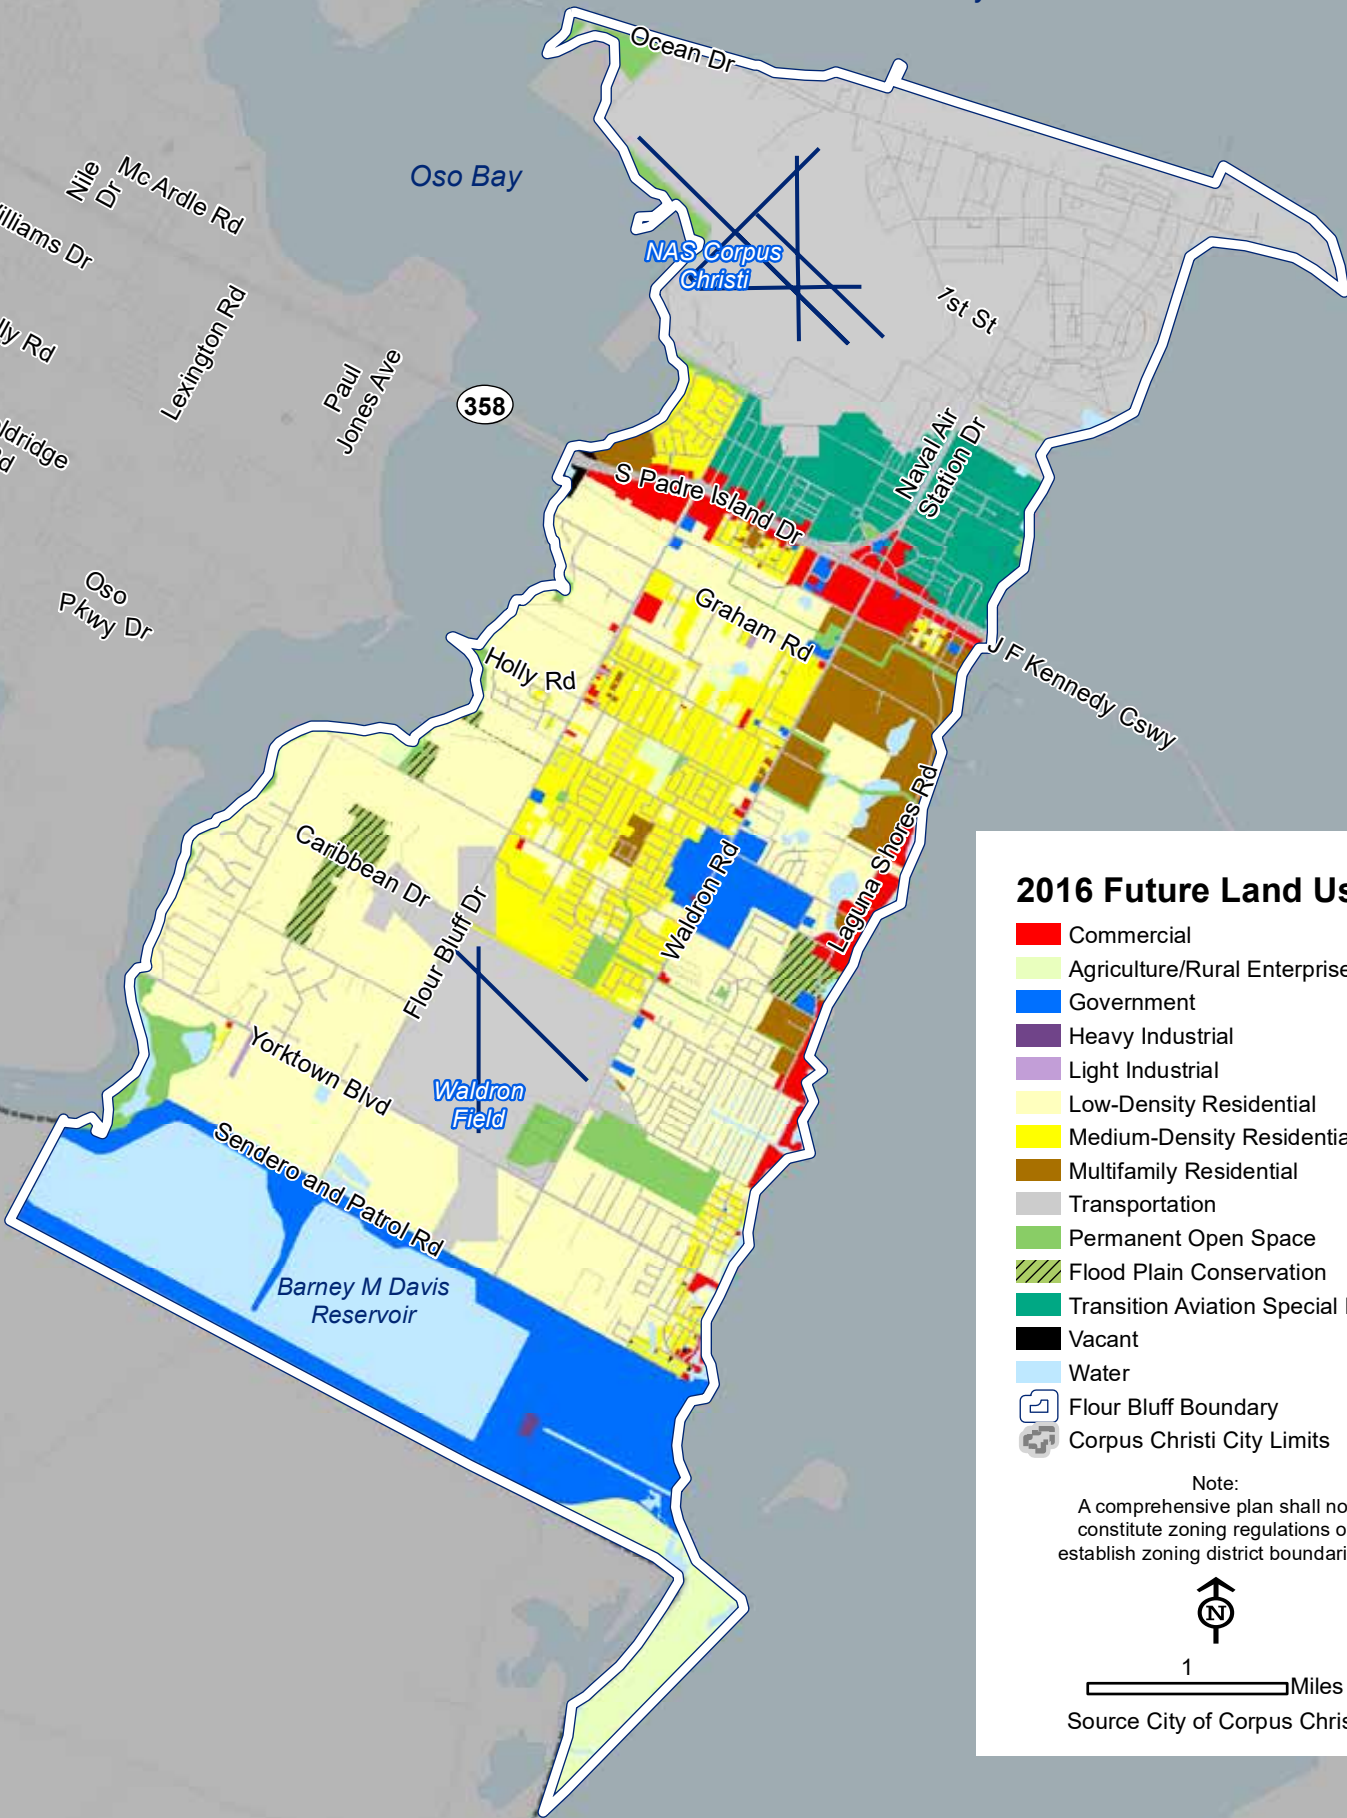 Ocean Dr
Oso Bay
Nile
Dr
Mc Ardle Rd
Williams Dr
lly Rd
Lexington Rd
Paul
Jones Ave
ldridge
d
358
NAS Corpus
Christi
1st St
Naval Air
Station Dr
S Padre Island Dr
Oso
Pkwy Dr
Graham Rd
Holly Rd
J F Kennedy Cswy
Laguna Shores Rd
Caribbean Dr
Waldron Rd
Flour Bluff Dr
Yorktown Blvd
Waldron
Field
Sendero and Patrol Rd
Barney M Davis
Reservoir
2016 Future Land Us
Commercial
Agriculture/Rural Enterprise
Government
Heavy Industrial
Light Industrial
Low-Density Residential
Medium-Density Residentia
Multifamily Residential
Transportation
Permanent Open Space
Flood Plain Conservation
Transition Aviation Special
Vacant
Water
Flour Bluff Boundary
Corpus Christi City Limits
Note:
A comprehensive plan shall no
constitute zoning regulations o
establish zoning district boundari
N
1
Miles
Source City of Corpus Chris